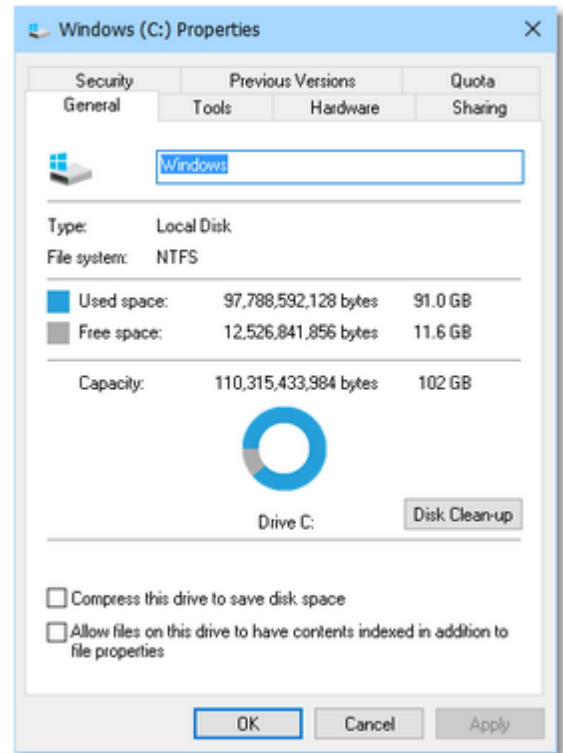 Windows (C:) Properties
Security Previous Versions Quota
General Tools Hardware Sharing
Windows
Type: Local Disk
File system: NTFS
Used space: 97,788,592,128 bytes 91.0 GB
Free space: 12,526,841,856 bytes 11.6 GB
Capacity: 110,315,433,984 bytes 102 GB
Drive C:
Disk Clean-up
Compress this drive to save disk space
Allow files on this drive to have contents indexed in addition to
file properties
OK Cancel Apply